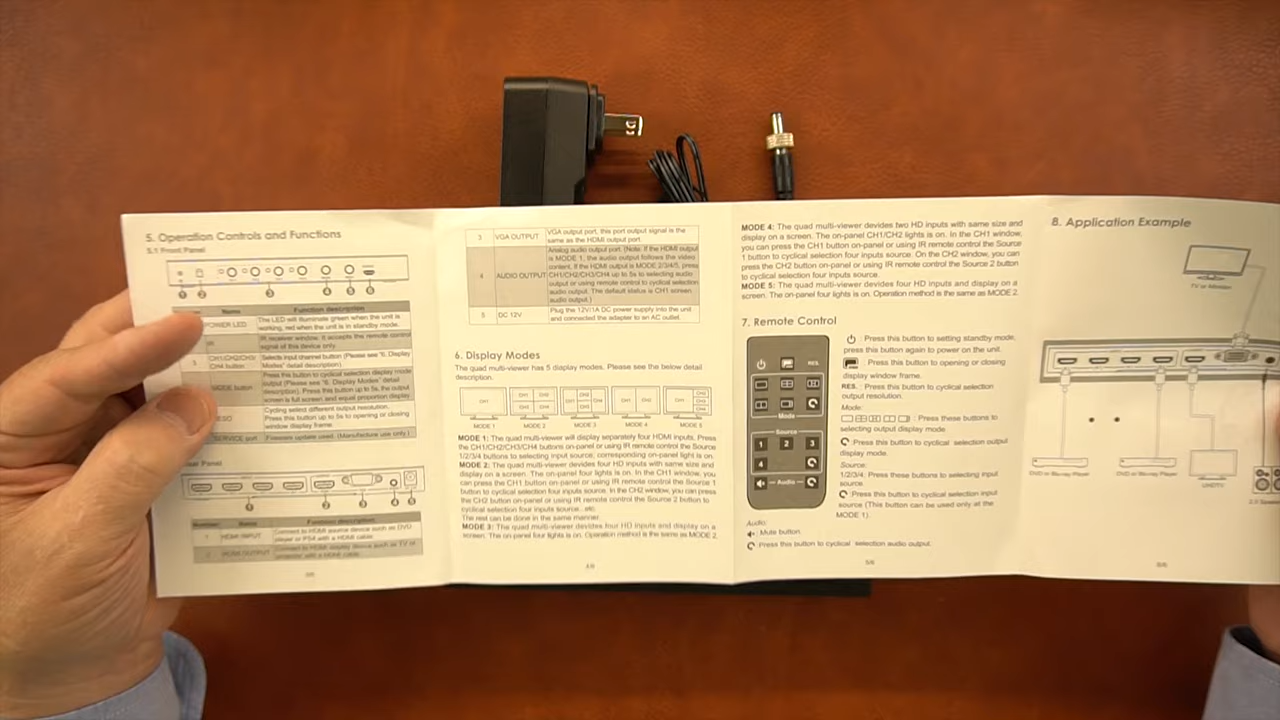 5. Operation Controls and Functions
5.1 Front Panel
Name Function description
POWER LED The LED will illuminate green when the unit is
working, red when the unit is in standby mode.
IR IR receiver window. It accepts the remote control
signal of this device only.
CH1/CH2/CH3/
CH4 button
Selects input channel button (Please see "6. Display
Modes" detail description).
MODE button
Press this button to cyclical selection display mode
output (Please see "6. Display Modes" detail
description). Press this button up to 5s, the output
screen is full screen and equal proportion display
RESO
Cycling select different output resolution.
Press this button up to 5s to opening or closing
window display frame.
SERVICE port Firmware update used. (Manufacture use only.)
Panel
Number Name Function description
1 HDMI INPUT Connect to HDMI source device such as DVD
player or PS4 with a HDMI cable.
2 HDMI OUTPUT Connect to HDMI display device such as TV or
projector with a HDMI cable.
3 VGA OUTPUT VGA output port, this port output signal is the
same as the HDMI output port.
4 AUDIO OUTPUT
Analog audio output port. (Note: If the HDMI output
is MODE 1, the audio output follows the video
content. If the HDMI output is MODE 2/3/4/5, press
CH1/CH2/CH3/CH4 up to 5s to selecting audio
output or using remote control to cyclical selection
audio output. The default status is CH1 screen
audio output.)
5 DC 12V Plug the 12V/1A DC power supply into the unit
and connected the adapter to an AC outlet.
6. Display Modes
The quad multi-viewer has 5 display modes. Please see the below detail
description.
MODE 1 MODE 2 MODE 3 MODE 4 MODE 5
MODE 1: The quad multi-viewer will display separately four HDMI inputs. Press
the CH1/CH2/CH3/CH4 buttons on-panel or using IR remote control the Source
1/2/3/4 buttons to selecting input source, corresponding on-panel light is on.
MODE 2: The quad multi-viewer devides four HD inputs with same size and
display on a screen. The on-panel four lights is on. In the CH1 window, you
can press the CH1 button on-panel or using IR remote control the Source 1
button to cyclical selection four inputs source. In the CH2 window, you can press
the CH2 button on-panel or using IR remote control the Source 2 button to
cyclical selection four inputs source...etc.
The rest can be done in the same manner.
MODE 3: The quad multi-viewer devides four HD inputs and display on a
screen. The on-panel four lights is on. Operation method is the same as MODE 2.
4/6
MODE 4: The quad multi-viewer devides two HD inputs with same size and
display on a screen. The on-panel CH1/CH2 lights is on. In the CH1 window,
you can press the CH1 button on-panel or using IR remote control the Source
1 button to cyclical selection four inputs source. On the CH2 window, you can
press the CH2 button on-panel or using IR remote control the Source 2 button
to cyclical selection four inputs source.
MODE 5: The quad multi-viewer devides four HD inputs and display on a
screen. The on-panel four lights is on. Operation method is the same as MODE 2.
7. Remote Control
RES.
Mode
Source
1 2 3
4
Audio
: Press this button to setting standby mode,
press this button again to power on the unit.
: Press this button to opening or closing
display window frame.
RES. : Press this button to cyclical selection
output resolution.
Mode:
: Press these buttons to
selecting output display mode.
: Press this button to cyclical selection output
display mode.
Source:
1/2/3/4: Press these buttons to selecting input
source.
: Press this button to cyclical selection input
source (This button can be used only at the
MODE 1).
Audio:
: Mute button.
: Press this button to cyclical selection audio output.
5/6
8. Application Example
TV or Monitor
DVD or Blu-ray Player DVD or Blu-ray Player UHDTV
6/6